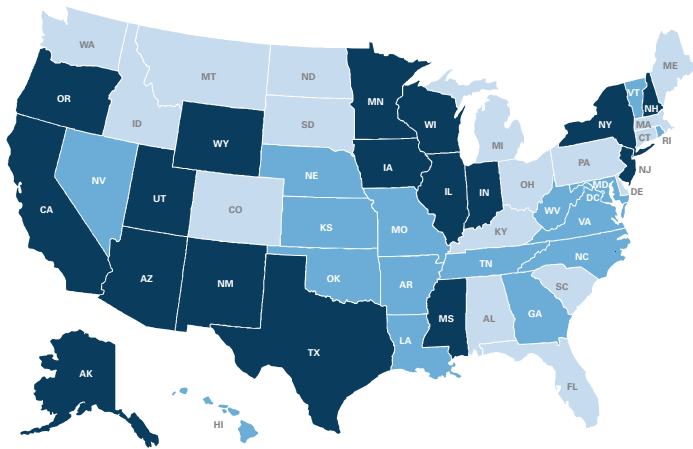 WA
MT
ND
MN
ME
VT
NH
OR
ID
SD
WI
NY
MA
CT
RI
WY
MI
IA
PA
NJ
NV
NE
IL
IN
OH
MD
DE
DC
UT
CO
CA
KS
MO
KY
WV
VA
AZ
NM
OK
AR
TN
NC
SC
MS
AL
GA
LA
TX
FL
AK
HI